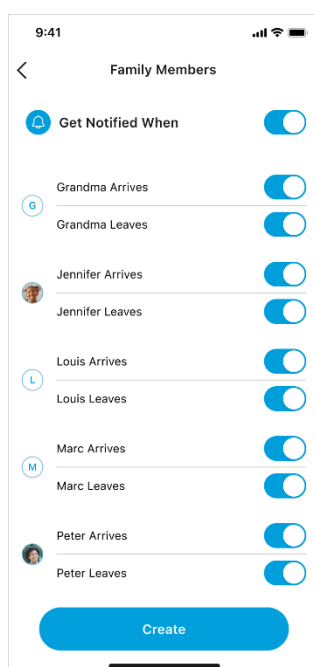 9:41
Family Members
Get Notified When
Grandma Arrives
G
Grandma Leaves
Jennifer Arrives
Jennifer Leaves
Louis Arrives
L
Louis Leaves
Marc Arrives
M
Marc Leaves
Peter Arrives
Peter Leaves
Create